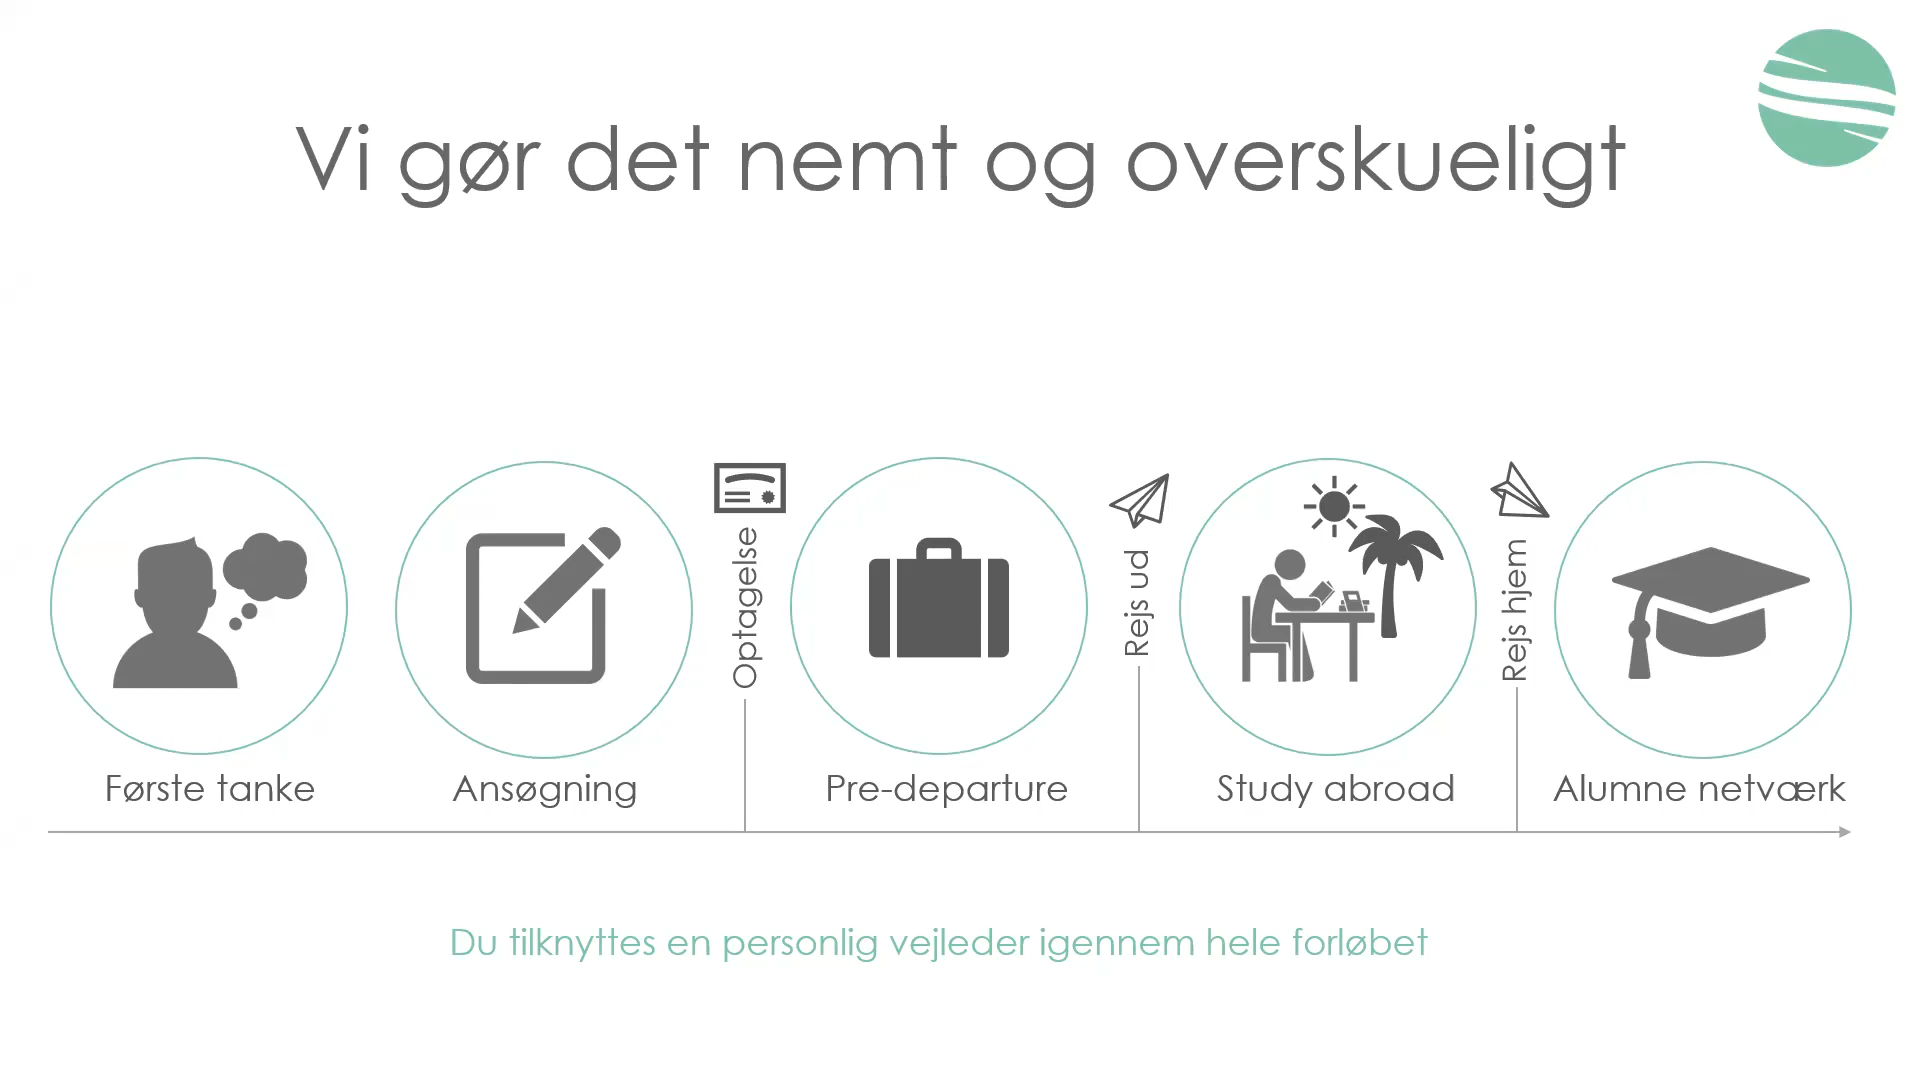 Vi gør det nemt og overskueligt
Optagelse
Rejs ud
Rejs hjem
Første tanke
Ansøgning
Pre-departure
Study abroad
Alumne netværk
Du tilknyttes en personlig vejleder igennem hele forløbet